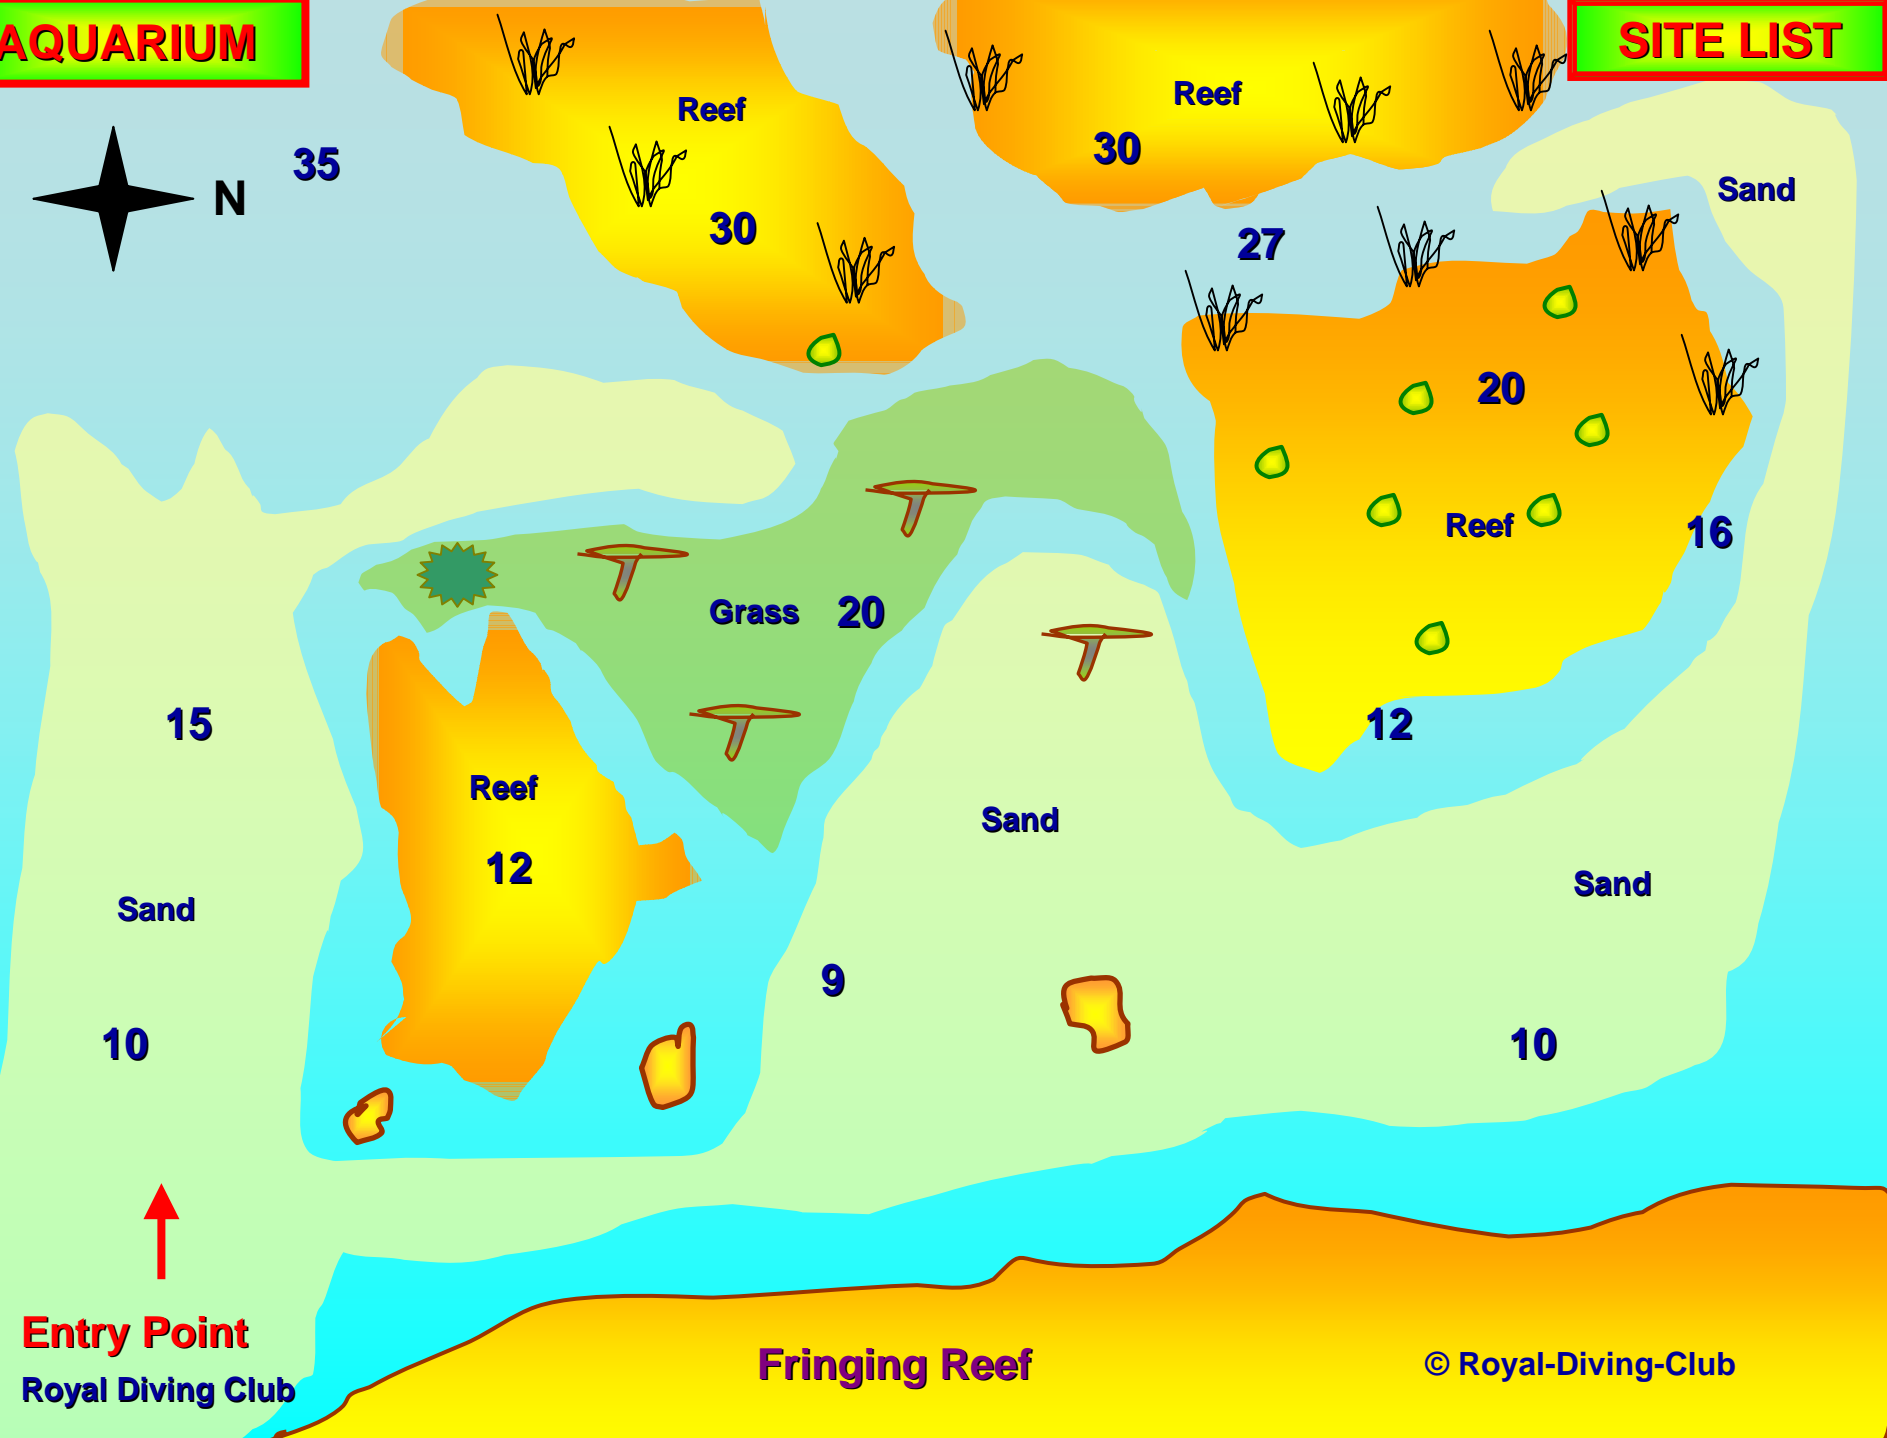 AQUARIUM
SITE LIST
Reef
Reef
30
35
Sand
N
30
27
20
Reef
16
Grass 20
15
12
Reef
Sand
12
Sand
Sand
9
10
10
Entry Point
Fringing Reef
© Royal-Diving-Club
Royal Diving Club